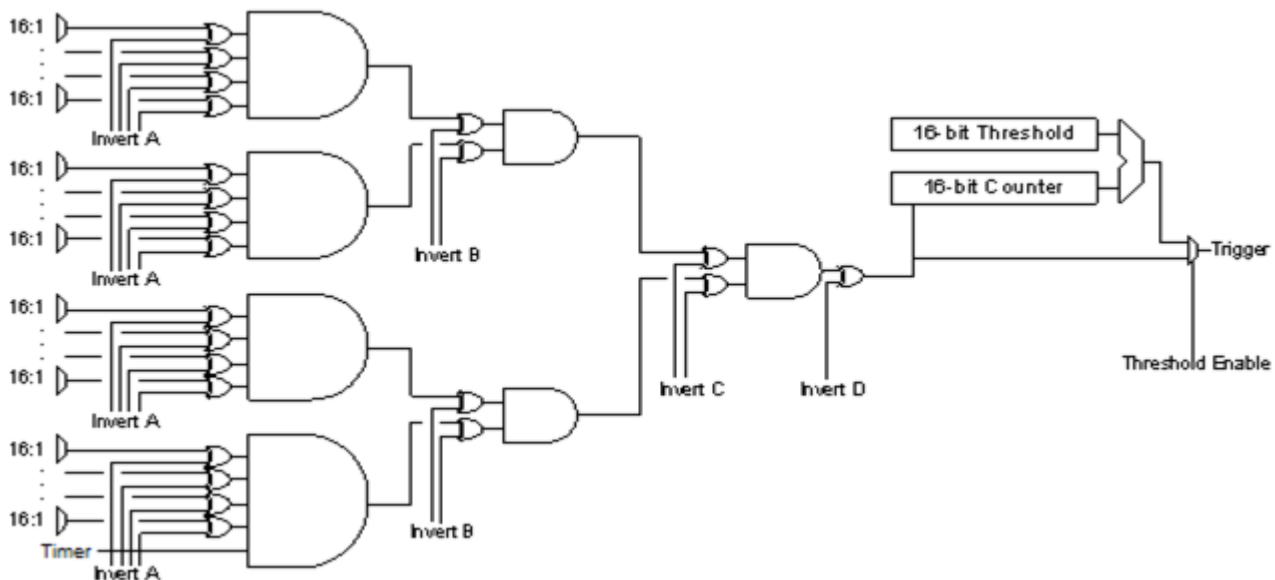 16:1
16:1
Invert A
16:1
16:1
Invert A
16:1
16:1
Invert A
16:1
16:1
Timer
Invert A
Invert B
Invert B
Invert C
Invert D
16-bit Threshold
16-bit Counter
Trigger
Threshold Enable